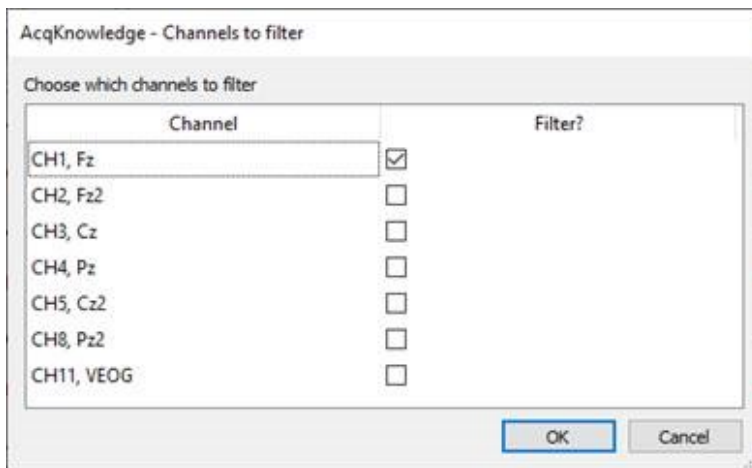 AcqKnowledge - Channels to filter
Choose which channels to filter
Channel Filter?
CH1, Fz
CH2, Fz2
CH3, Cz
CH4, Pz
CH5, Cz2
CH8, Pz2
CH11, VEOG
OK Cancel